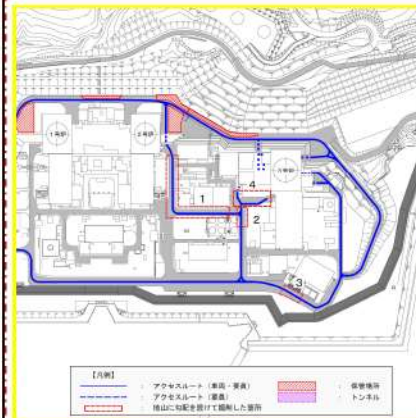 1号炉
2号炉
3号炉
1
4
2
3
【凡例】
: アクセスルート（車両・要員）
: アクセスルート（要員）
: 地山に勾配を設けて掘削した箇所
: 保管場所
: トンネル